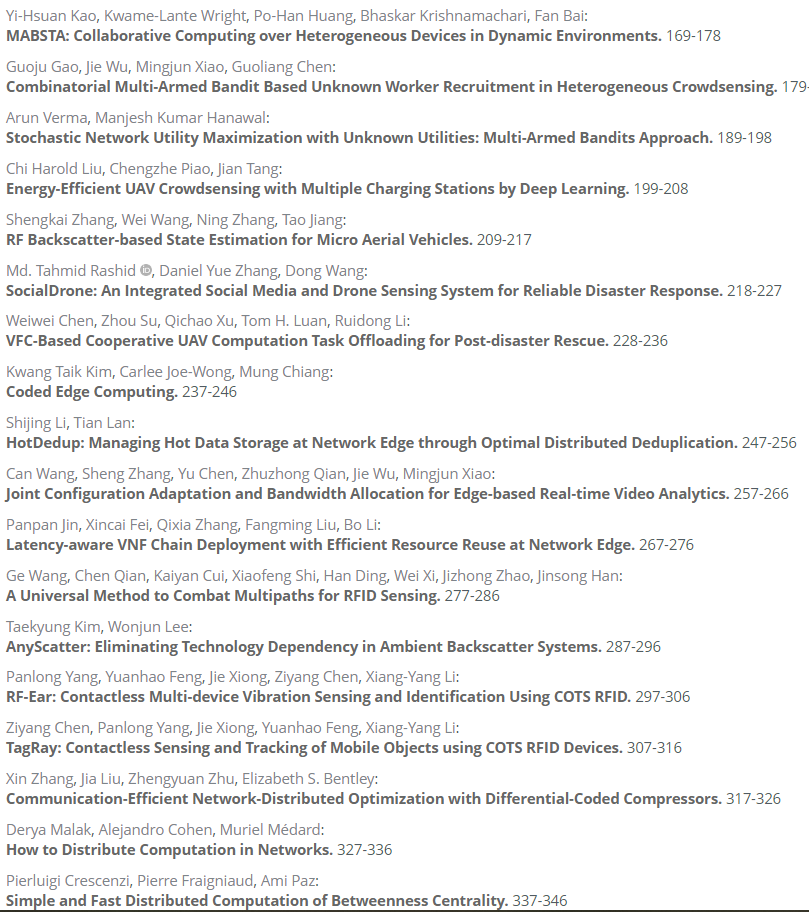 Yi-Hsuan Kao, Kwame-Lante Wright, Po-Han Huang, Bhaskar Krishnamachari, Fan Bai:
MABSTA: Collaborative Computing over Heterogeneous Devices in Dynamic Environments. 169-178
Guoju Gao, Jie Wu, Mingjun Xiao, Guoliang Chen:
Combinatorial Multi-Armed Bandit Based Unknown Worker Recruitment in Heterogeneous Crowdsensing. 179-
Arun Verma, Manjesh Kumar Hanawal:
Stochastic Network Utility Maximization with Unknown Utilities: Multi-Armed Bandits Approach. 189-198
Chi Harold Liu, Chengzhe Piao, Jian Tang:
Energy-Efficient UAV Crowdsensing with Multiple Charging Stations by Deep Learning. 199-208
Shengkai Zhang, Wei Wang, Ning Zhang, Tao Jiang:
RF Backscatter-based State Estimation for Micro Aerial Vehicles. 209-217
Md. Tahmid Rashid iD, Daniel Yue Zhang, Dong Wang:
SocialDrone: An Integrated Social Media and Drone Sensing System for Reliable Disaster Response. 218-227
Weiwei Chen, Zhou Su, Qichao Xu, Tom H. Luan, Ruidong Li:
VFC-Based Cooperative UAV Computation Task Offloading for Post-disaster Rescue. 228-236
Kwang Taik Kim, Carlee Joe-Wong, Mung Chiang:
Coded Edge Computing. 237-246
Shijing Li, Tian Lan:
HotDedup: Managing Hot Data Storage at Network Edge through Optimal Distributed Deduplication. 247-256
Can Wang, Sheng Zhang, Yu Chen, Zhuzhong Qian, Jie Wu, Mingjun Xiao:
Joint Configuration Adaptation and Bandwidth Allocation for Edge-based Real-time Video Analytics. 257-266
Panpan Jin, Xincai Fei, Qixia Zhang, Fangming Liu, Bo Li:
Latency-aware VNF Chain Deployment with Efficient Resource Reuse at Network Edge. 267-276
Ge Wang, Chen Qian, Kaiyan Cui, Xiaofeng Shi, Han Ding, Wei Xi, Jizhong Zhao, Jinsong Han:
A Universal Method to Combat Multipaths for RFID Sensing. 277-286
Taekyung Kim, Wonjun Lee:
AnyScatter: Eliminating Technology Dependency in Ambient Backscatter Systems. 287-296
Panlong Yang, Yuanhao Feng, Jie Xiong, Ziyang Chen, Xiang-Yang Li:
RF-Ear: Contactless Multi-device Vibration Sensing and Identification Using COTS RFID. 297-306
Ziyang Chen, Panlong Yang, Jie Xiong, Yuanhao Feng, Xiang-Yang Li:
TagRay: Contactless Sensing and Tracking of Mobile Objects using COTS RFID Devices. 307-316
Xin Zhang, Jia Liu, Zhengyuan Zhu, Elizabeth S. Bentley:
Communication-Efficient Network-Distributed Optimization with Differential-Coded Compressors. 317-326
Derya Malak, Alejandro Cohen, Muriel Médard:
How to Distribute Computation in Networks. 327-336
Pierluigi Crescenzi, Pierre Fraigniaud, Ami Paz:
Simple and Fast Distributed Computation of Betweenness Centrality. 337-346